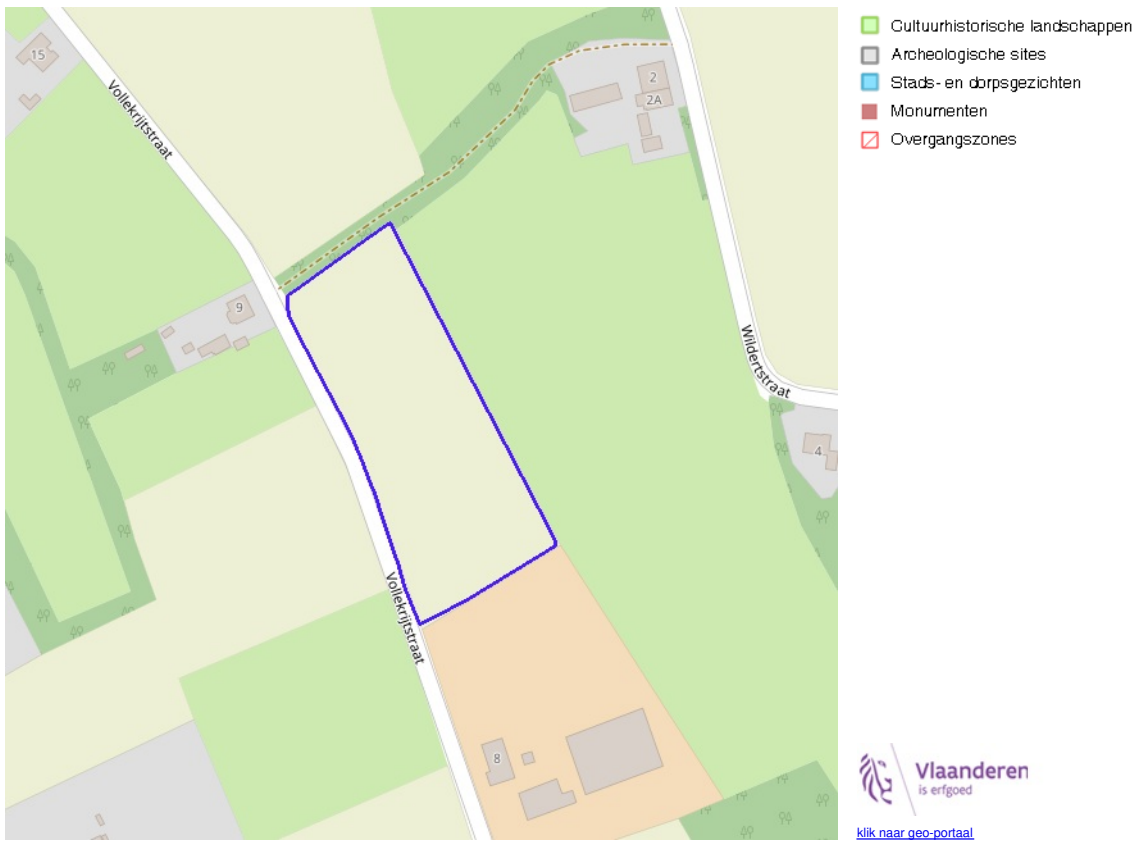 Cultuurhistorische landschappen
Archeologische sites
Stads- en dorpsgezichten
Monumenten
Overgangszones
15
Vollekrijtstraat
2
2A
9
Wildertstraat
4
Vollekrijtstraat
8
Vlaanderen
is erfgoed
klik naar geo-portaal